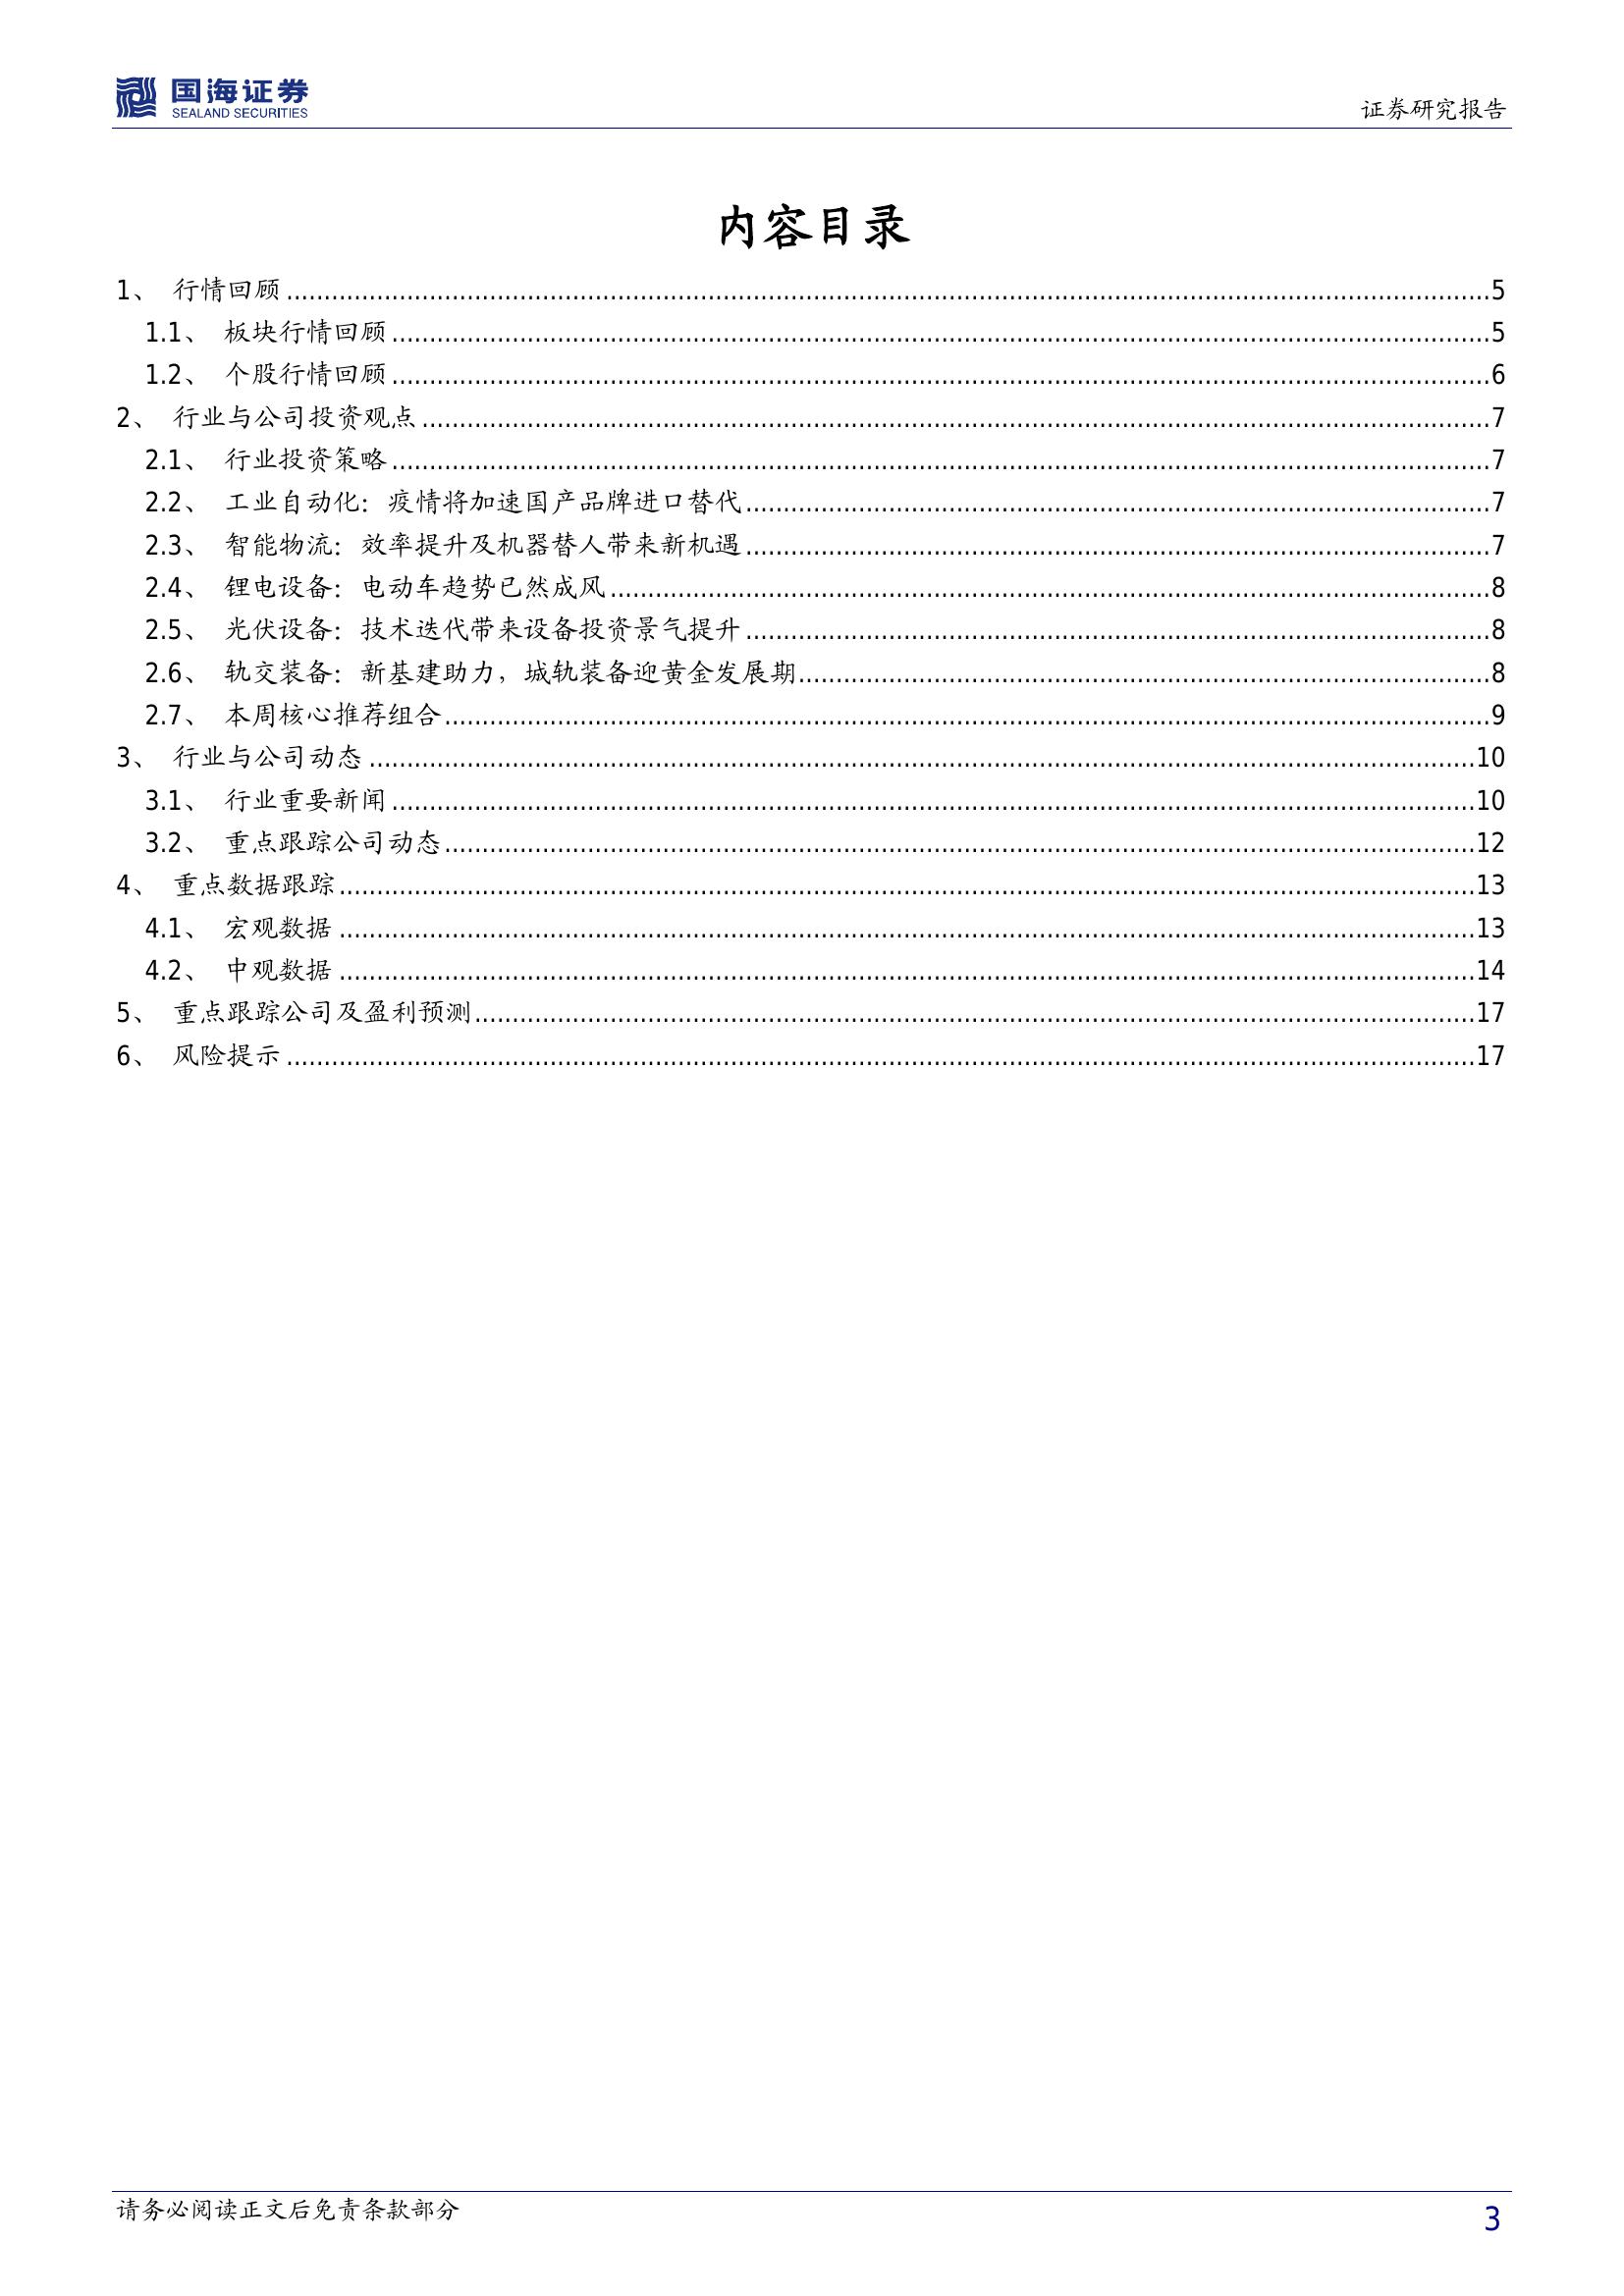 国海证券
SEALAND SECURITIES
证券研究报告
内容目录
1、 行情回顾 ........................................ 5
1.1、 板块行情回顾 ........................................ 5
1.2、 个股行情回顾 ........................................ 6
2、 行业与公司投资观点 ........................................ 7
2.1、 行业投资策略 ........................................ 7
2.2、 工业自动化：疫情将加速国产品牌进口替代 ........................................ 7
2.3、 智能物流：效率提升及机器替人带来新机遇 ........................................ 7
2.4、 锂电设备：电动车趋势已然成风 ........................................ 8
2.5、 光伏设备：技术迭代带来设备投资景气提升 ........................................ 8
2.6、 轨交装备：新基建助力，城轨装备迎黄金发展期 ........................................ 8
2.7、 本周核心推荐组合 ........................................ 9
3、 行业与公司动态 ........................................ 10
3.1、 行业重要新闻 ........................................ 10
3.2、 重点跟踪公司动态 ........................................ 12
4、 重点数据跟踪 ........................................ 13
4.1、 宏观数据 ........................................ 13
4.2、 中观数据 ........................................ 14
5、 重点跟踪公司及盈利预测 ........................................ 17
6、 风险提示 ........................................ 17
请务必阅读正文后免责条款部分
3